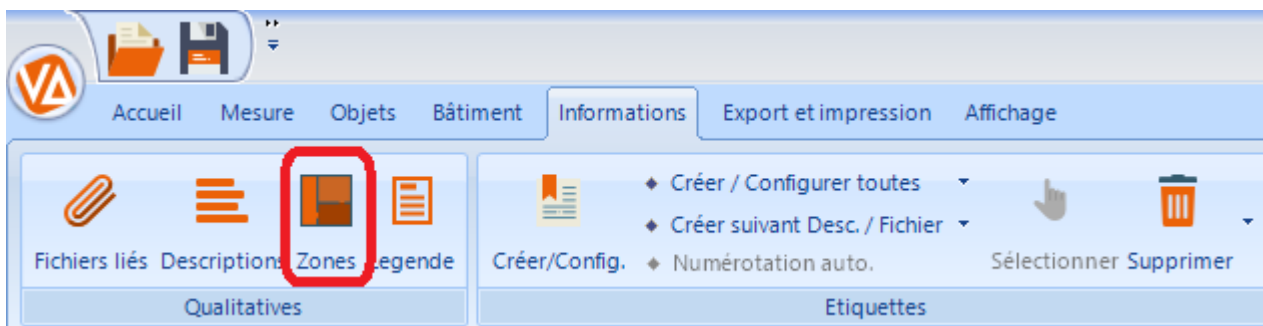 VA
Accueil Mesure Objets Bâtiment Informations Export et impression Affichage
Créer / Configurer toutes
Créer suivant Desc. / Fichier
Fichiers liés Descriptions Zones Legende Créer/Config. Numérotation auto. Sélectionner Supprimer
Qualitatives Etiquettes